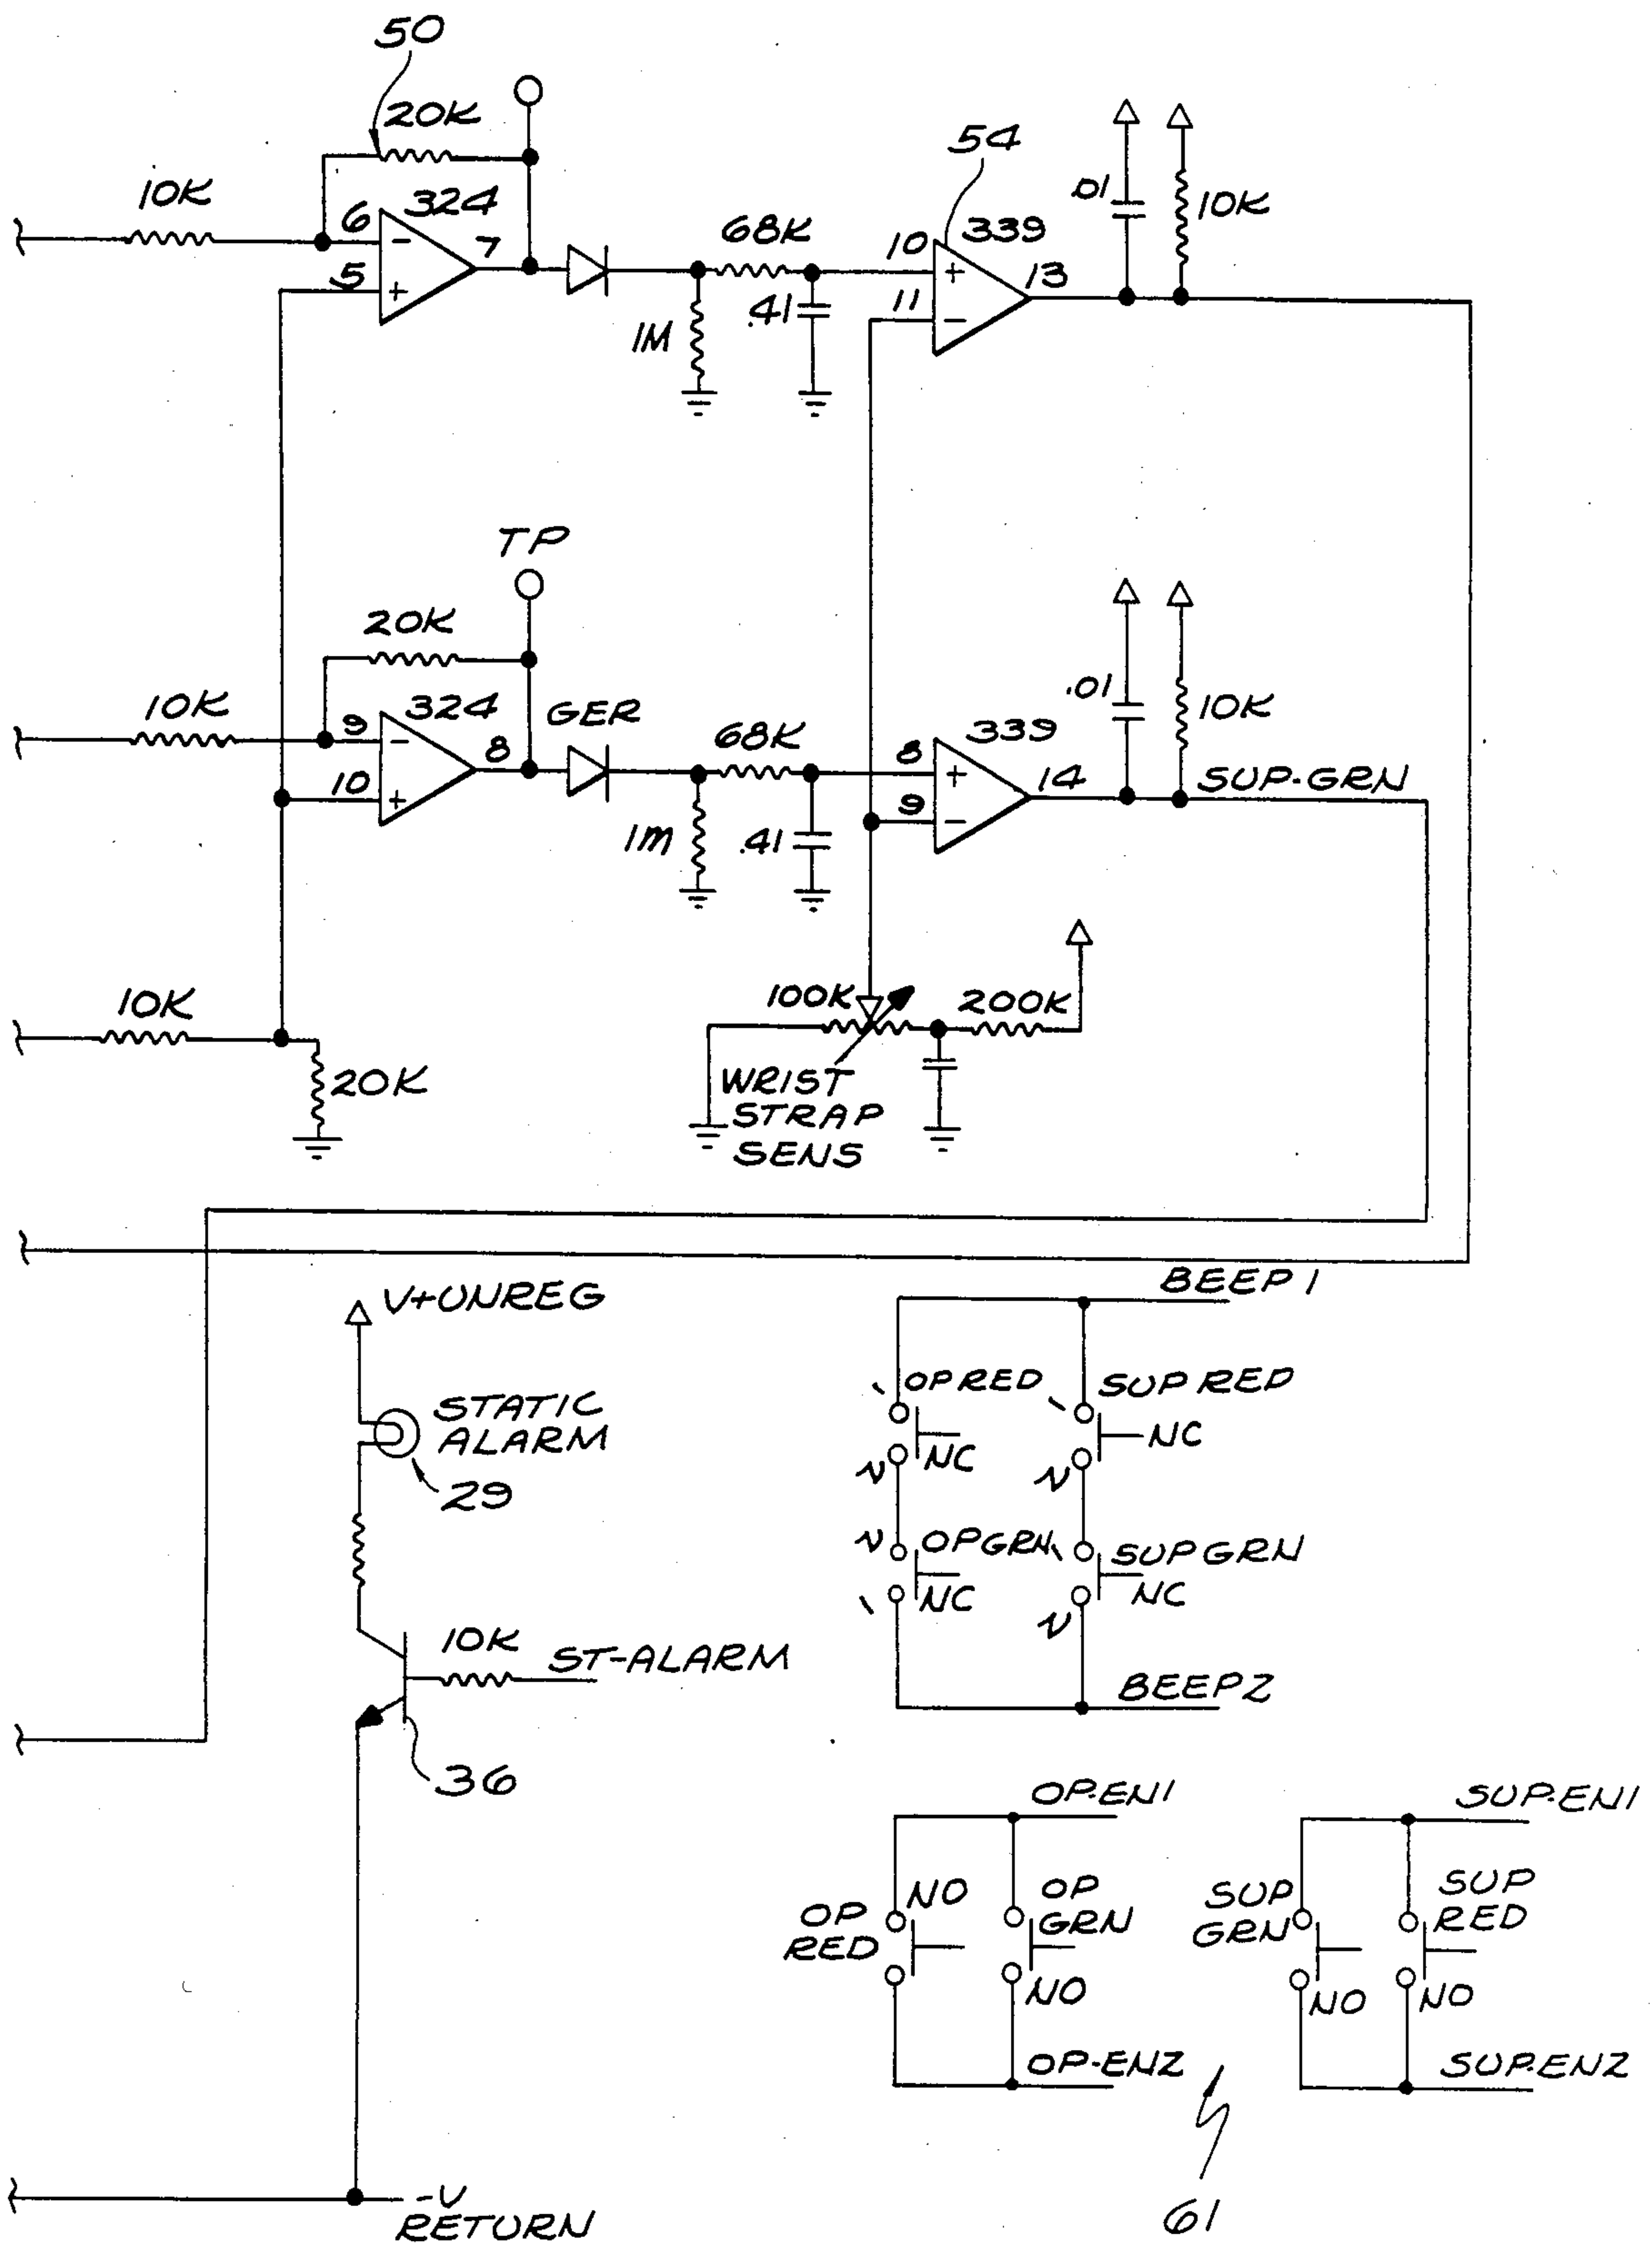 50
20K
10K
324
6
7
5
68K
1M
.41
54
339
10
13
11
.01
10K
TP
20K
10K
324
GER
9
8
10
68K
1M
.41
339
8
14
9
.01
10K
SUP-GRN
10K
20K
100K
200K
WRIST
STRAP
SENS
V+UNREG
STATIC
ALARM
29
10K
ST-ALARM
36
-V
RETURN
BEEP 1
OP RED
SUP RED
NC
NC
OP GRN
SUP GRN
NC
NC
BEEP2
OP-EN1
NO
OP
RED
OP
GRN
NO
OP-EN2
SUP-EN1
SUP
GRN
SUP
RED
NO
NO
SUP-EN2
61